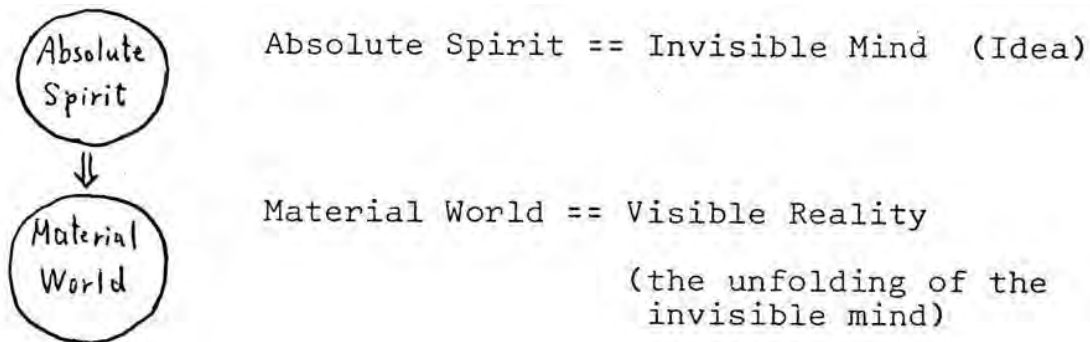 Absolute
Spirit
Absolute Spirit == Invisible Mind (Idea)
Material
World
Material World == Visible Reality
(the unfolding of the
invisible mind)